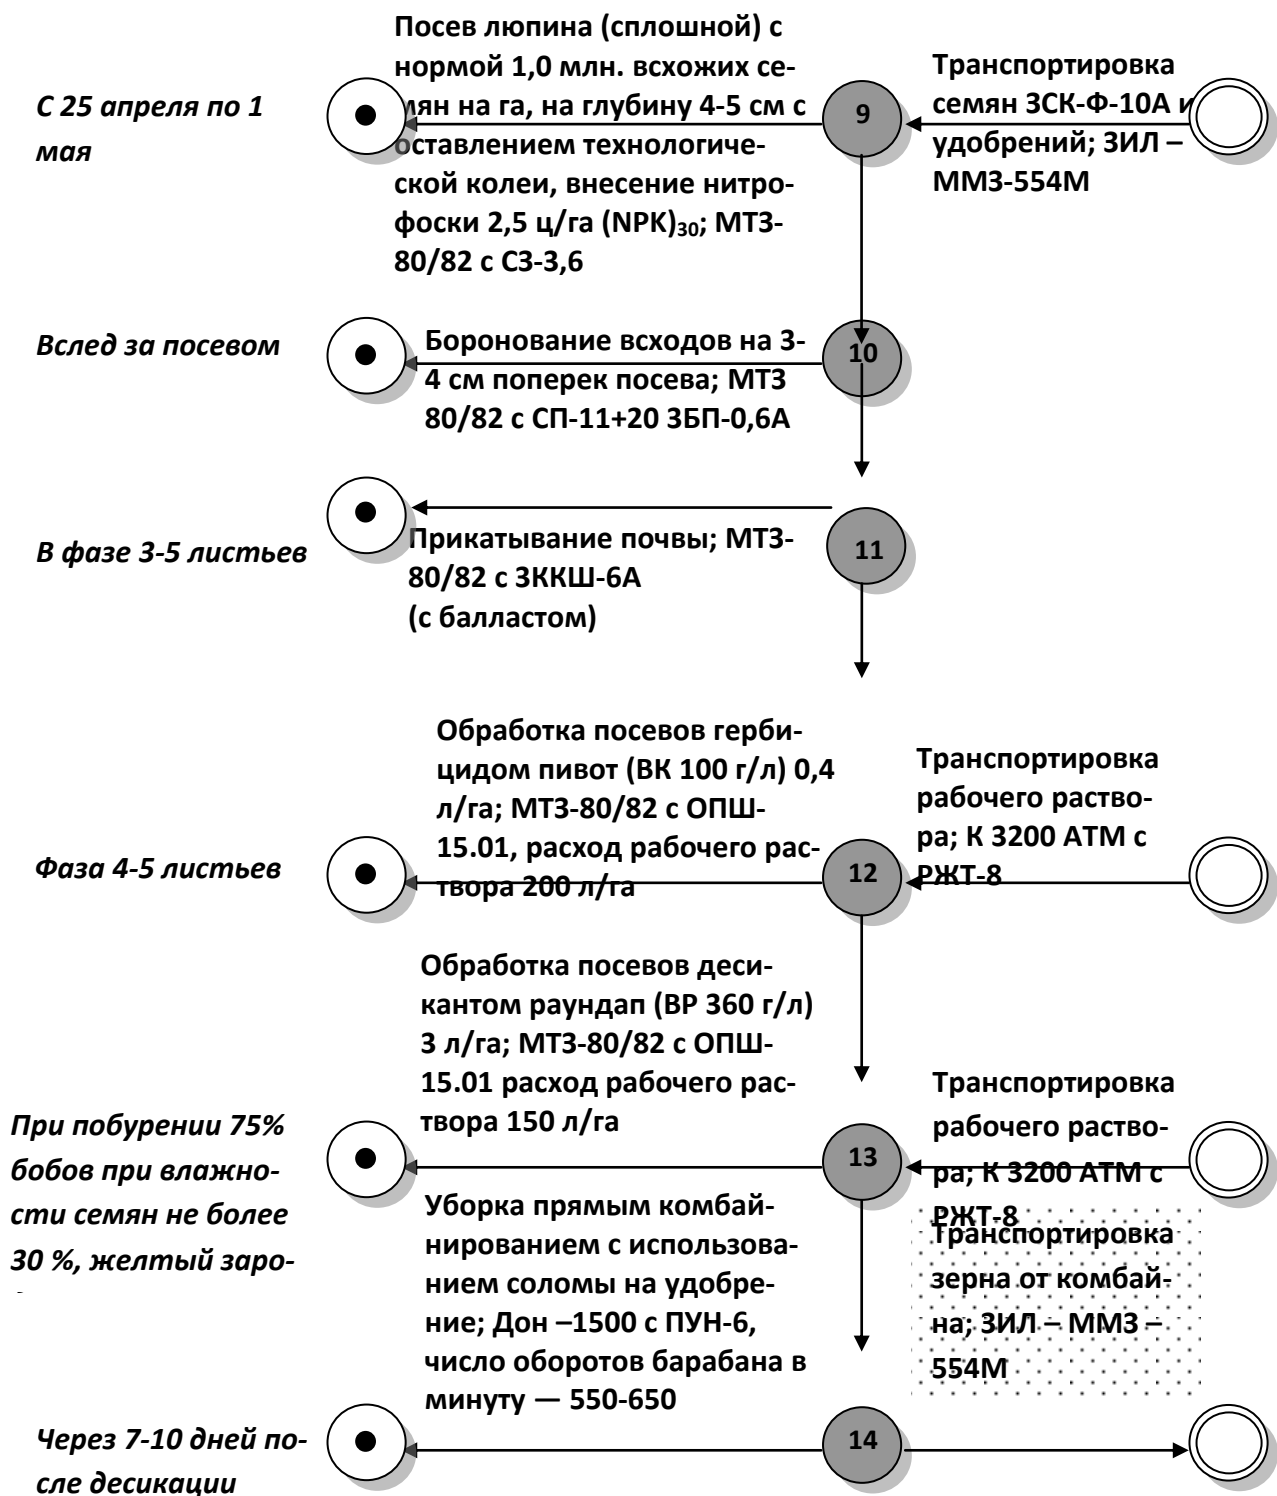 Посев люпина (сплошной) с
нормой 1,0 млн. всхожих се-
мян на га, на глубину 4-5 см с
оставлением технологиче-
ской колеи, внесение нитро-
фоски 2,5 ц/га (NPK)30; МТЗ-
80/82 с СЗ-3,6
С 25 апреля по 1
мая
9
Транспортировка
семян ЗСК-Ф-10А и
удобрений; ЗИЛ –
ММЗ-554М
Вслед за посевом
Боронование всходов на 3-
4 см поперек посева; МТЗ
80/82 с СП-11+20 ЗБП-0,6А
10
В фазе 3-5 листьев
Прикатывание почвы; МТЗ-
80/82 с ЗККШ-6А
(с балластом)
11
Обработка посевов герби-
цидом пивот (ВК 100 г/л) 0,4
л/га; МТЗ-80/82 с ОПШ-
15.01, расход рабочего рас-
твора 200 л/га
Фаза 4-5 листьев
12
Транспортировка
рабочего раство-
ра; К 3200 АТМ с
РЖТ-8
Обработка посевов деси-
кантом раундап (ВР 360 г/л)
3 л/га; МТЗ-80/82 с ОПШ-
15.01 расход рабочего рас-
твора 150 л/га
При побурении 75%
бобов при влажно-
сти семян не более
30 %, желтый заро-
13
Транспортировка
рабочего раство-
ра; К 3200 АТМ с
РЖТ-8
Уборка прямым комбай-
нированием с использова-
нием соломы на удобре-
ние; Дон –1500 с ПУН-6,
число оборотов барабана в
минуту — 550-650
Транспортировка
зерна от комбай-
на; ЗИЛ – ММЗ –
554М
Через 7-10 дней по-
сле десикации
14